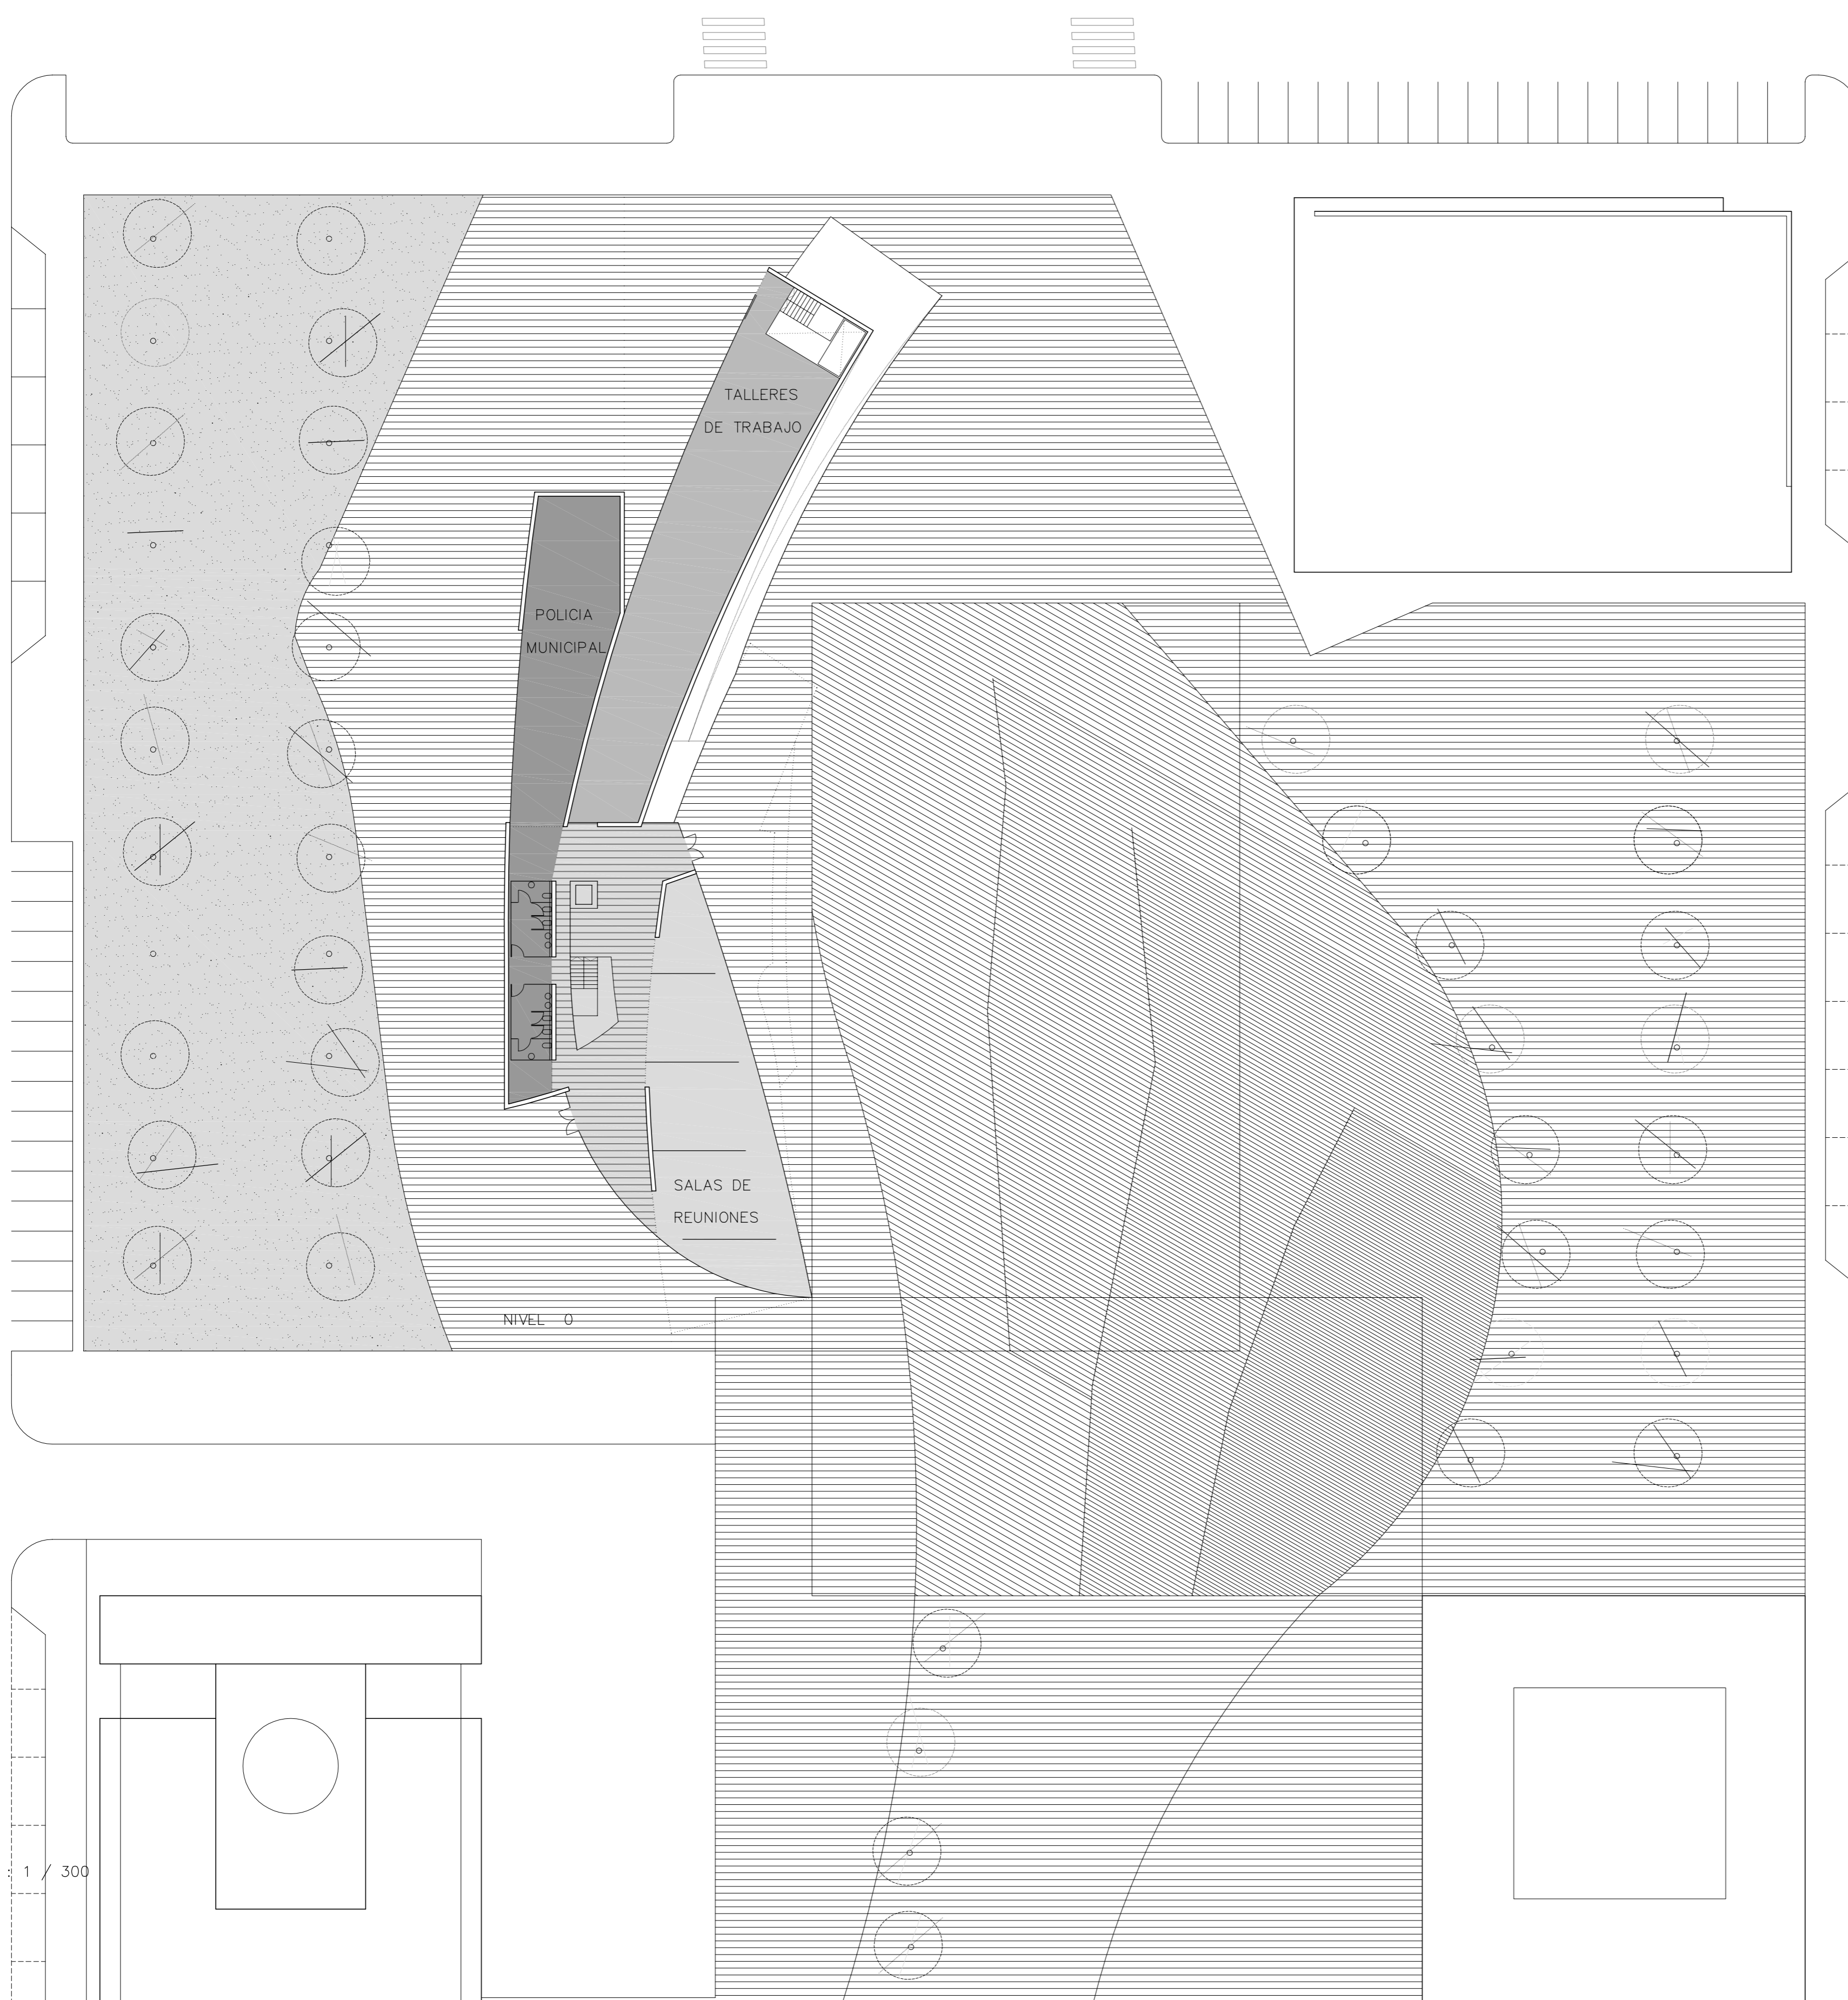 TALLERES
DE TRABAJO
POLICIA
MUNICIPAL
SALAS DE
REUNIONES
NIVEL 0
: 1 / 300